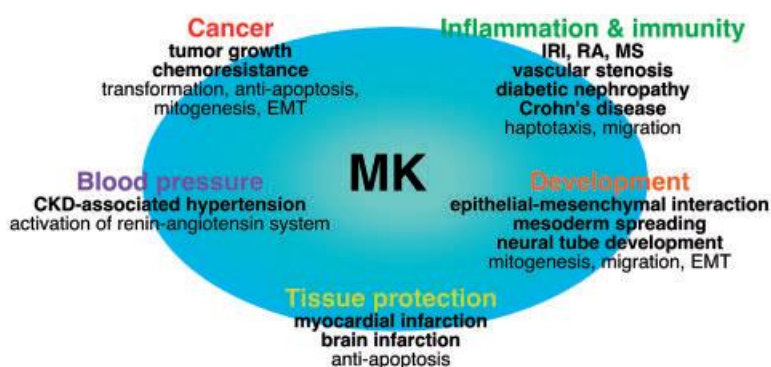 Cancer
tumor growth
chemoresistance
transformation, anti-apoptosis,
mitogenesis, EMT
Inflammation & immunity
IRI, RA, MS
vascular stenosis
diabetic nephropathy
Crohn's disease
haptotaxis, migration
MK
Blood pressure
CKD-associated hypertension
activation of renin-angiotensin system
Development
epithelial-mesenchymal interaction
mesoderm spreading
neural tube development
mitogenesis, migration, EMT
Tissue protection
myocardial infarction
brain infarction
anti-apoptosis